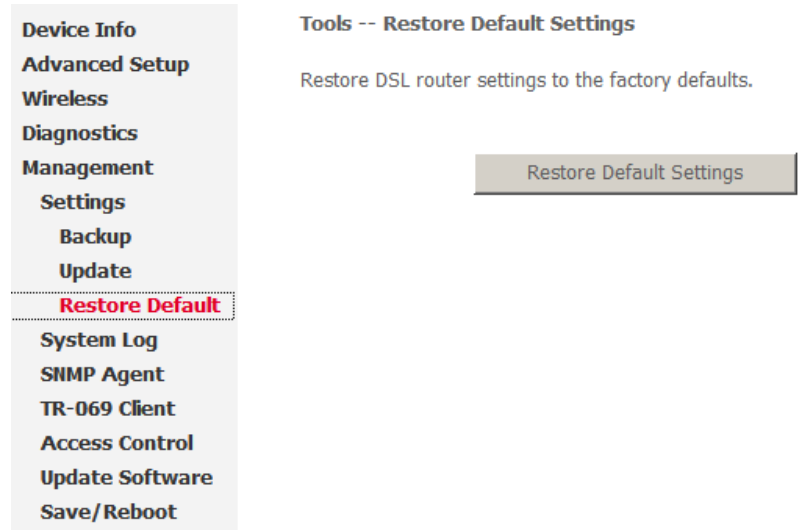 Device Info
Advanced Setup
Wireless
Diagnostics
Management
Settings
Backup
Update
Restore Default
System Log
SNMP Agent
TR-069 Client
Access Control
Update Software
Save/Reboot
Tools -- Restore Default Settings
Restore DSL router settings to the factory defaults.
Restore Default Settings